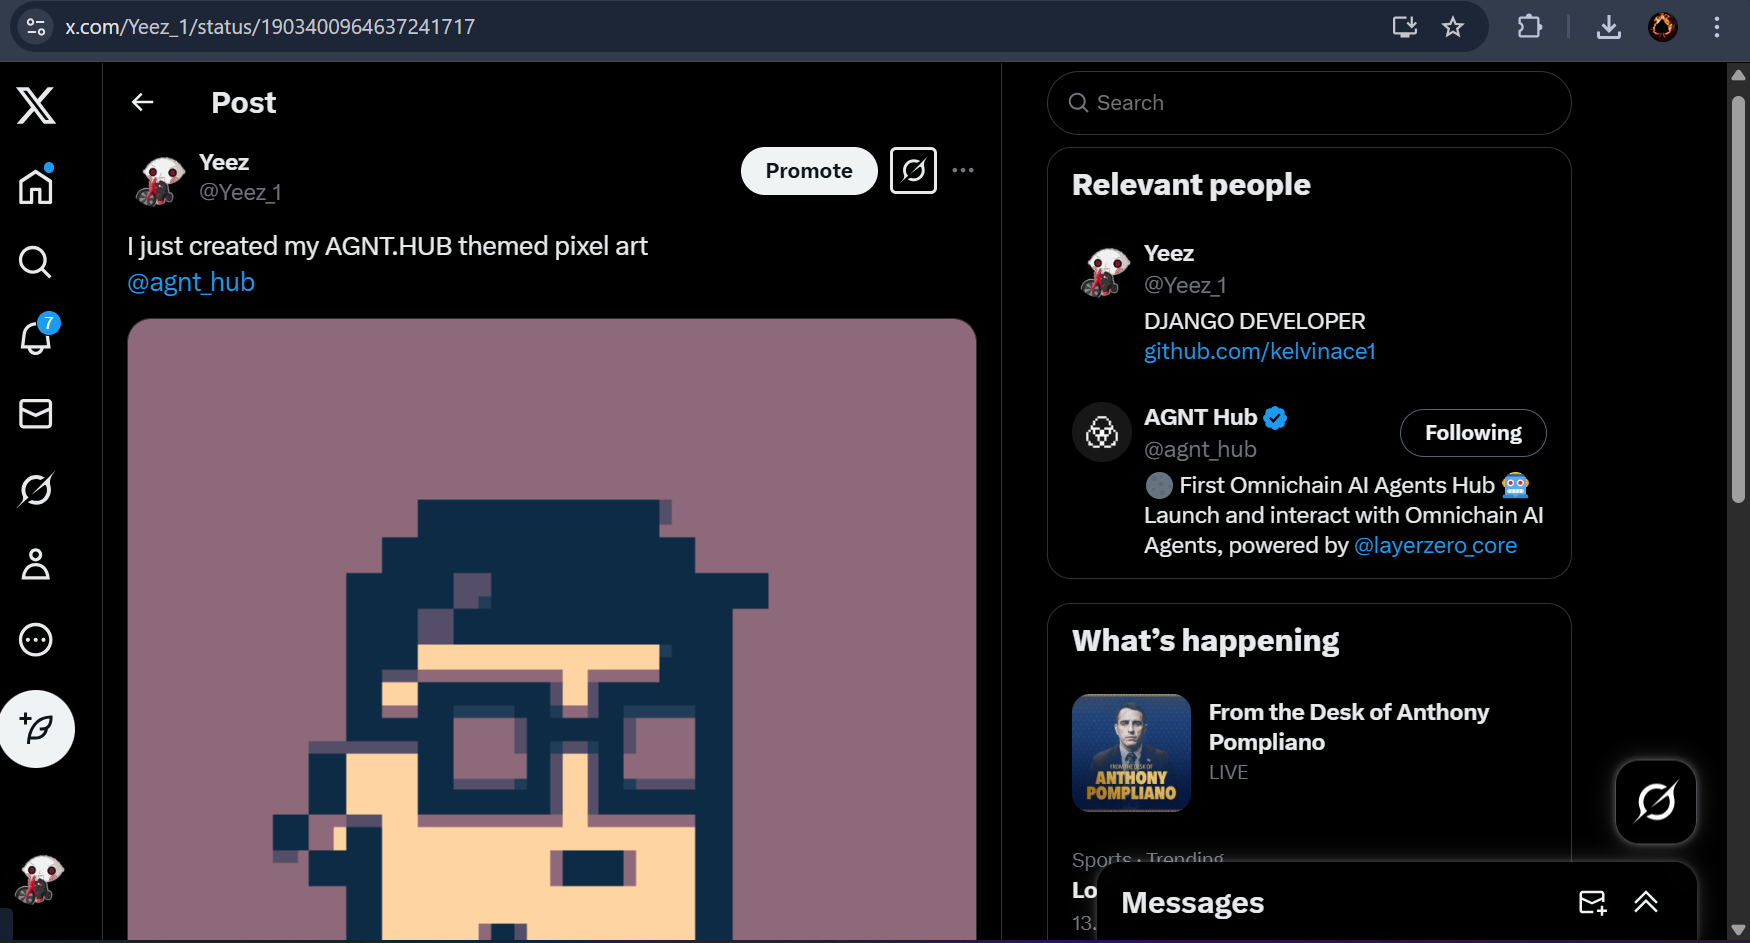 x.com/Yeez_1/status/1903400964637241717
Post
Yeez
@Yeez_1
Promote
I just created my AGNT.HUB themed pixel art
@agnt_hub
7
Search
Relevant people
Yeez
@Yeez_1
DJANGO DEVELOPER
github.com/kelvinace1
AGNT Hub
@agnt_hub
Following
First Omnichain AI Agents Hub
Launch and interact with Omnichain AI
Agents, powered by @layerzero_core
What's happening
FROM THE DESK OF
ANTHONY
POMPLIANO
From the Desk of Anthony
Pompliano
LIVE
Sports · Trending
Lo
13.
Messages